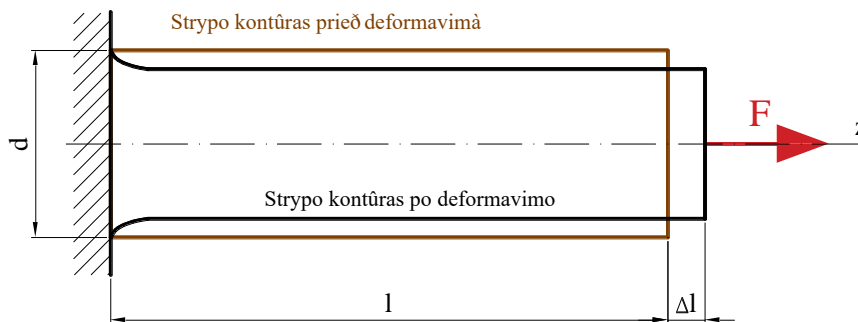 Strypo kontûras prieð deformavimà
F
z
d
Strypo kontûras po deformavimo
l
Δl